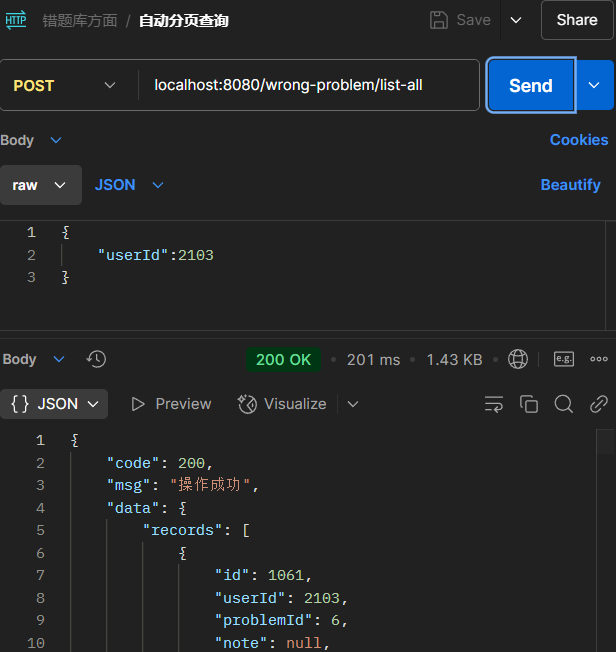 HTTP 错题库方面 / 自动分页查询 Save Share
POST localhost:8080/wrong-problem/list-all Send
Body Cookies
raw JSON Beautify
1 {
2 "userId":2103
3 }
Body 200 OK • 201 ms • 1.43 KB • e.g.
{} JSON Preview Visualize
1 {
2 "code": 200,
3 "msg": "操作成功",
4 "data": {
5 "records": [
6 {
7 "id": 1061,
8 "userId": 2103,
9 "problemId": 6,
10 "note": null,